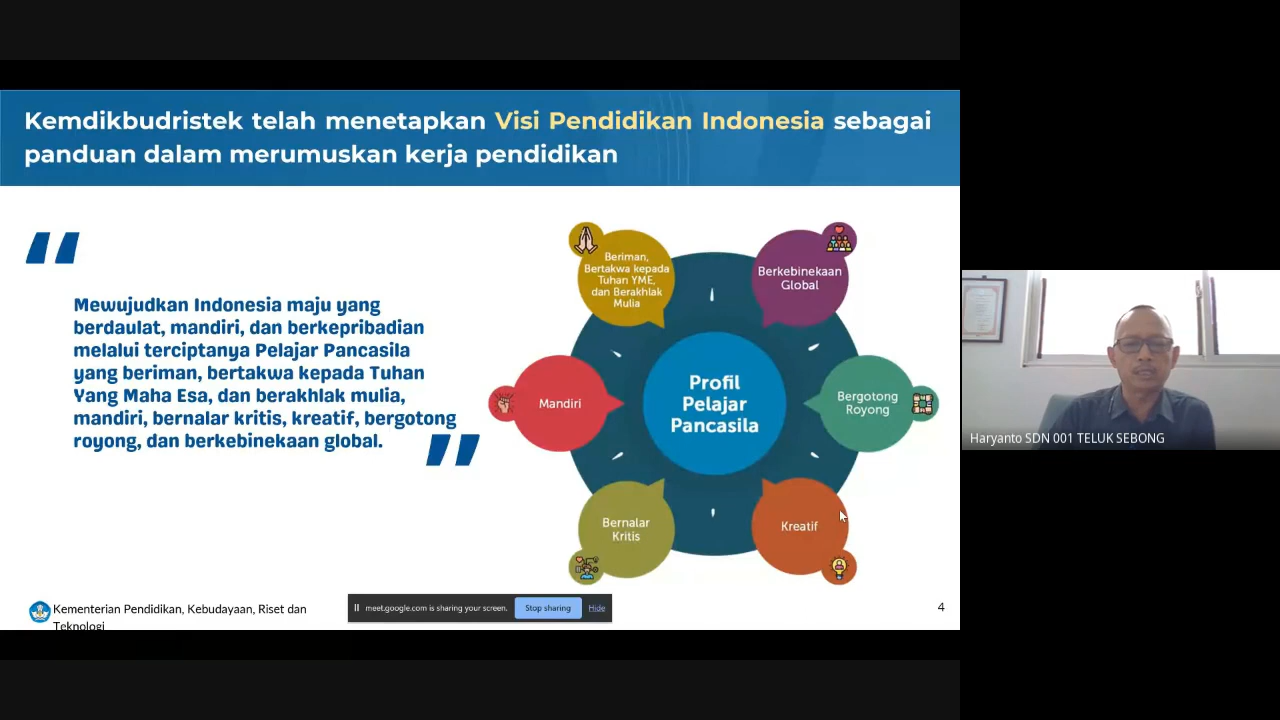 Kemdikbudristek telah menetapkan Visi Pendidikan Indonesia sebagai
panduan dalam merumuskan kerja pendidikan
Mewujudkan Indonesia maju yang
berdaulat, mandiri, dan berkepribadian
melalui terciptanya Pelajar Pancasila
yang beriman, bertakwa kepada Tuhan
Yang Maha Esa, dan berakhlak mulia,
mandiri, bernalar kritis, kreatif, bergotong
royong, dan berkebinekaan global.
Beriman,
Bertakwa kepada
Tuhan YME,
dan Berakhlak
Mulia
Berkebinekaan
Global
Mandiri
Profil
Pelajar
Pancasila
Bergotong
Royong
Bernalar
Kritis
Kreatif
Haryanto SDN 001 TELUK SEBONG
Kementerian Pendidikan, Kebudayaan, Riset dan
Teknologi
meet.google.com is sharing your screen.
Stop sharing
Hide
4